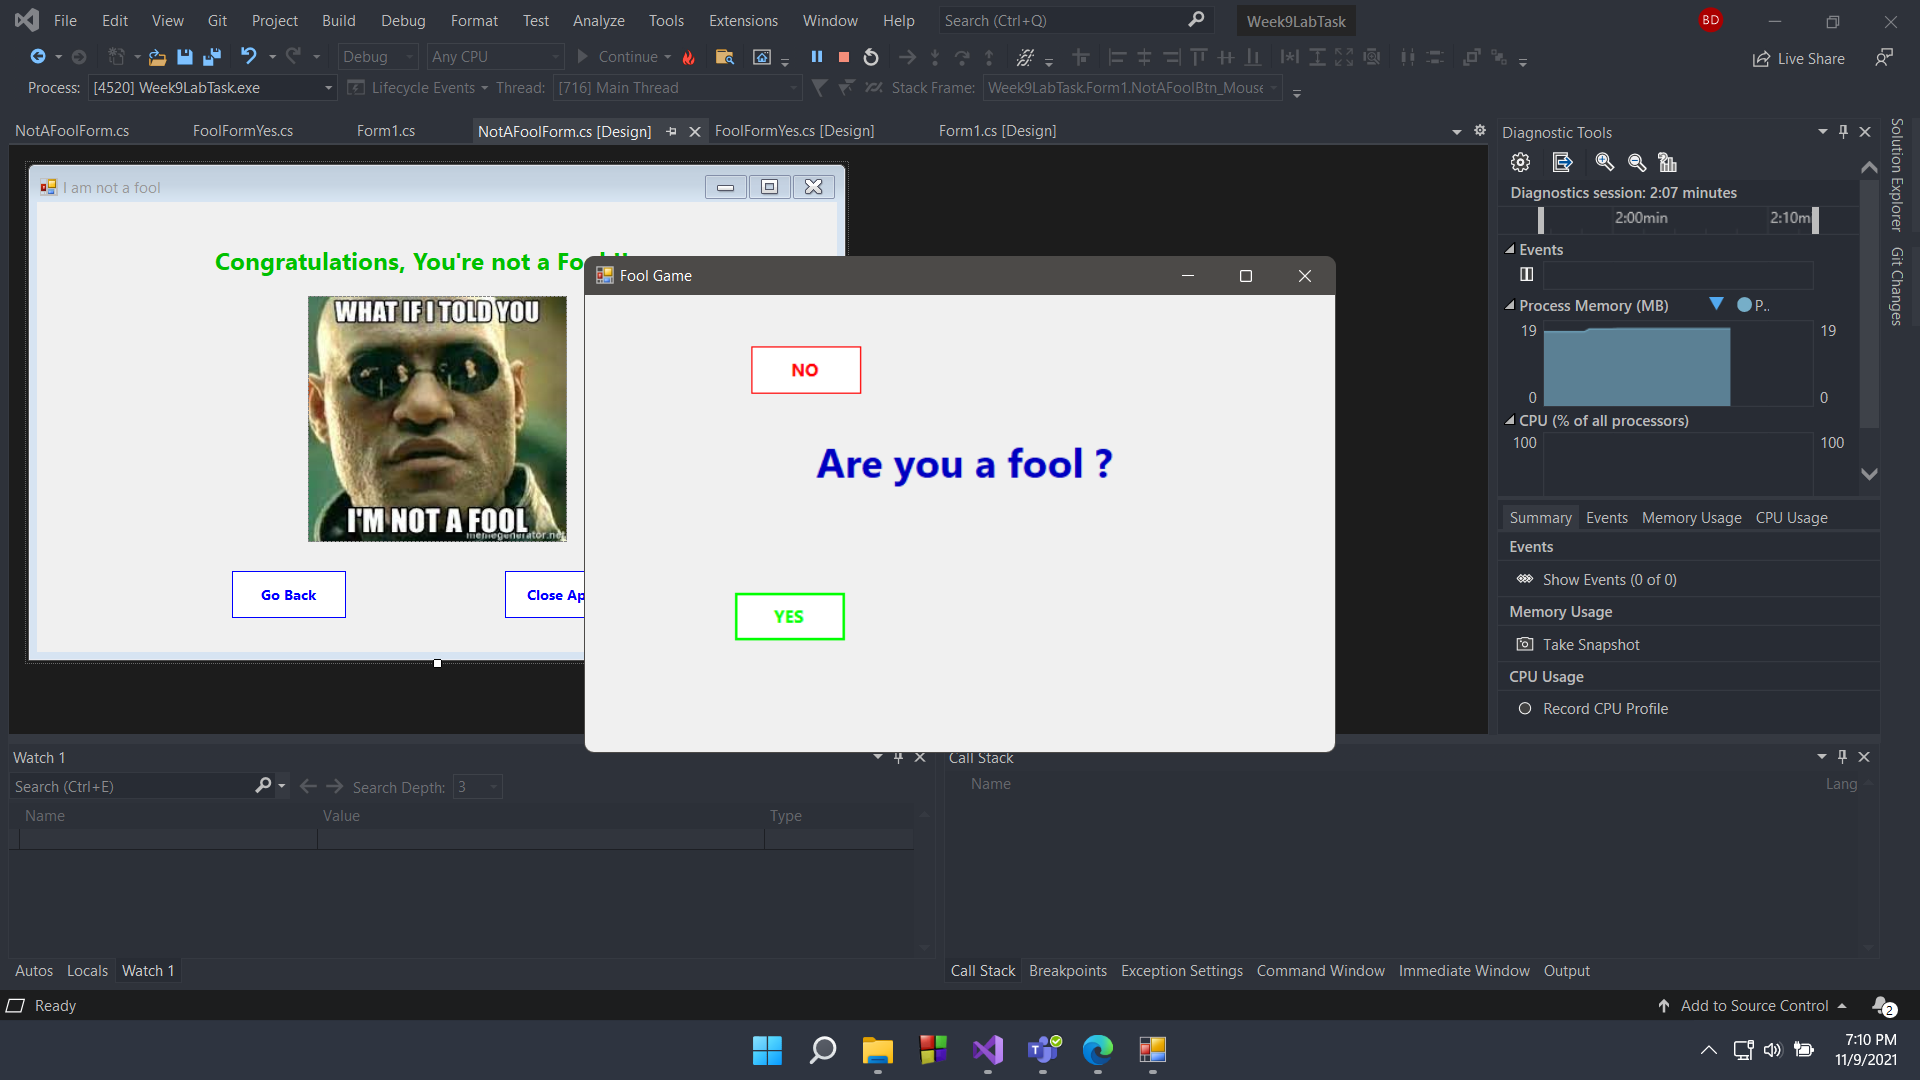 File Edit View Git Project Build Debug Format Test Analyze Tools Extensions Window Help Search (Ctrl+Q) Week9LabTask BD
Debug Any CPU Continue Live Share
Process: [4520] Week9LabTask.exe Lifecycle Events Thread: [716] Main Thread Stack Frame: Week9LabTask.Form1.NotAFoolBtn_Mouse
NotAFoolForm.cs FoolFormYes.cs Form1.cs NotAFoolForm.cs [Design] FoolFormYes.cs [Design] Form1.cs [Design]
I am not a fool
Congratulations, You're not a
WHAT IF I TOLD YOU
I'M NOT A FOOL
memegenerator.net
Go Back
Close
Fool Game
NO
Are you a fool ?
YES
Diagnostic Tools
Diagnostics session: 2:07 minutes
2:00min 2:10m
Events
Process Memory (MB) P..
19 19
0 0
CPU (% of all processors)
100 100
Summary Events Memory Usage CPU Usage
Events
Show Events (0 of 0)
Memory Usage
Take Snapshot
CPU Usage
Record CPU Profile
Solution Explorer
Git Changes
Watch 1
Search (Ctrl+E) Search Depth: 3
Name Value Type
Autos Locals Watch 1
Call Stack
Name Lang
Call Stack Breakpoints Exception Settings Command Window Immediate Window Output
Ready
Add to Source Control 2
7:10 PM
11/9/2021